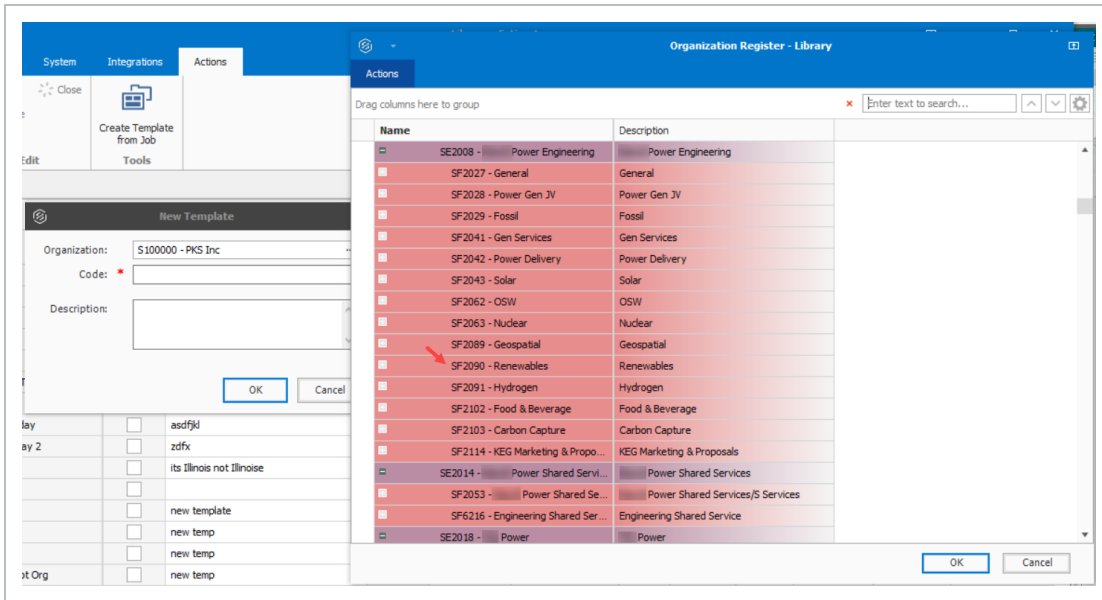 System Integrations Actions
Close
Create Template
from Job
Edit Tools
New Template
Organization: S100000 - PKS Inc
Code: *
Description:
OK Cancel
asdfjkl
ay 2 zdfx
its Illinois not Illinoise
new template
new temp
new temp
ot Org new temp
Organization Register - Library
Actions
Drag columns here to group
Enter text to search...
Name Description
SE2008 - Power Engineering Power Engineering
SF2027 - General General
SF2028 - Power Gen JV Power Gen JV
SF2029 - Fossil Fossil
SF2041 - Gen Services Gen Services
SF2042 - Power Delivery Power Delivery
SF2043 - Solar Solar
SF2062 - OSW OSW
SF2063 - Nuclear Nuclear
SF2089 - Geospatial Geospatial
SF2090 - Renewables Renewables
SF2091 - Hydrogen Hydrogen
SF2102 - Food & Beverage Food & Beverage
SF2103 - Carbon Capture Carbon Capture
SF2114 - KEG Marketing & Propo... KEG Marketing & Proposals
SE2014 - Power Shared Servi... Power Shared Services
SF2053 - Power Shared Se... Power Shared Services/S Services
SF6216 - Engineering Shared Ser... Engineering Shared Service
SE2018 - Power Power
OK Cancel